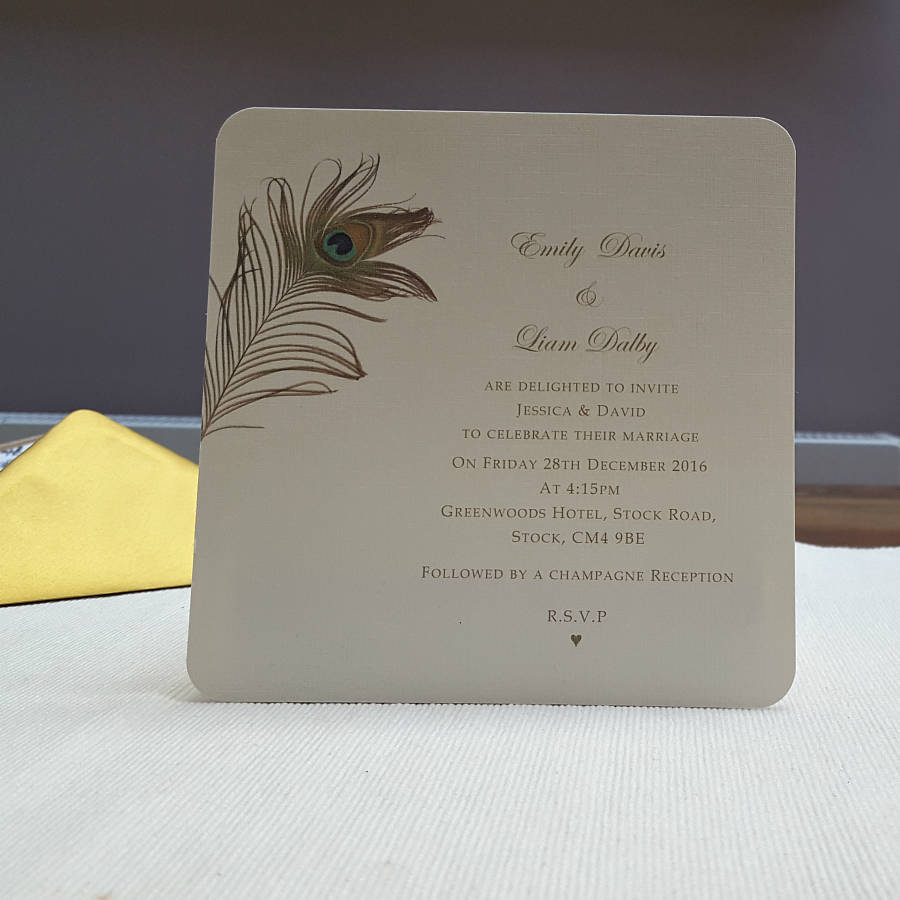 Emily Davis
&
Liam Dalby
ARE DELIGHTED TO INVITE
JESSICA & DAVID
TO CELEBRATE THEIR MARRIAGE
ON FRIDAY 28TH DECEMBER 2016
AT 4:15PM
GREENWOODS HOTEL, STOCK ROAD,
STOCK, CM4 9BE
FOLLOWED BY A CHAMPAGNE RECEPTION
R.S.V.P
♥